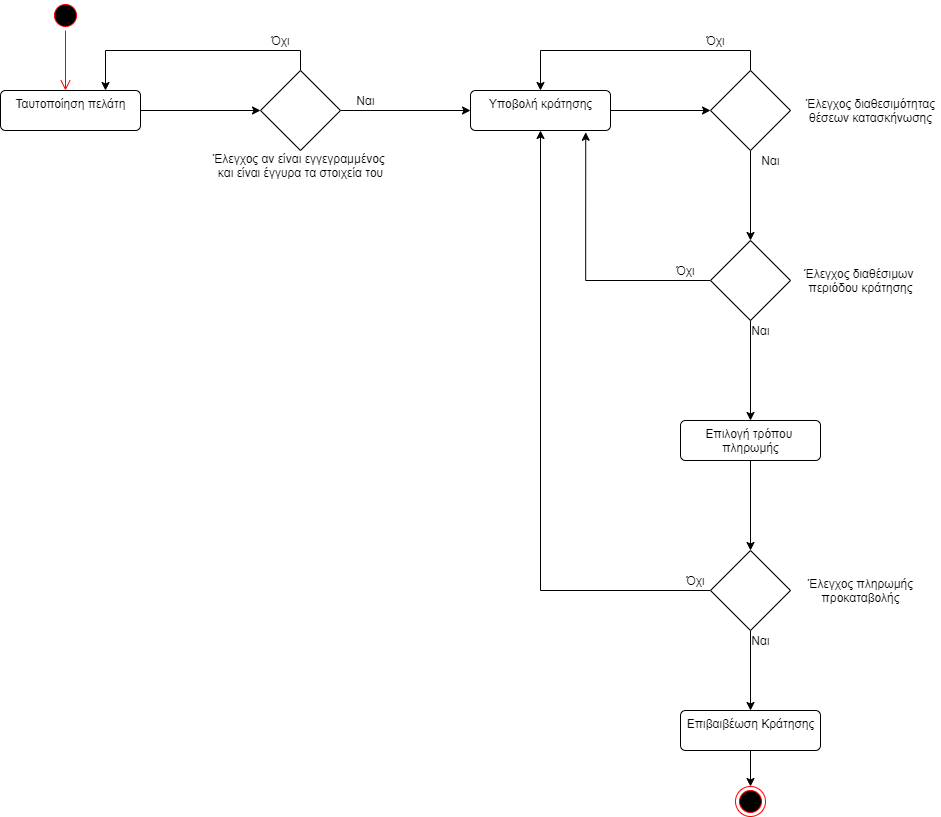 Όχι
Όχι
Ταυτοποίηση πελάτη
Ναι
Υποβολή κράτησης
Έλεγχος διαθεσιμότητας
θέσεων κατασκήνωσης
Έλεγχος αν είναι εγγεγραμμένος
και είναι έγγυρα τα στοιχεία του
Ναι
Όχι
Έλεγχος διαθέσιμων
περιόδου κράτησης
Ναι
Επιλογή τρόπου
πληρωμής
Όχι
Έλεγχος πληρωμής
προκαταβολής
Ναι
Επιβαιβέωση Κράτησης